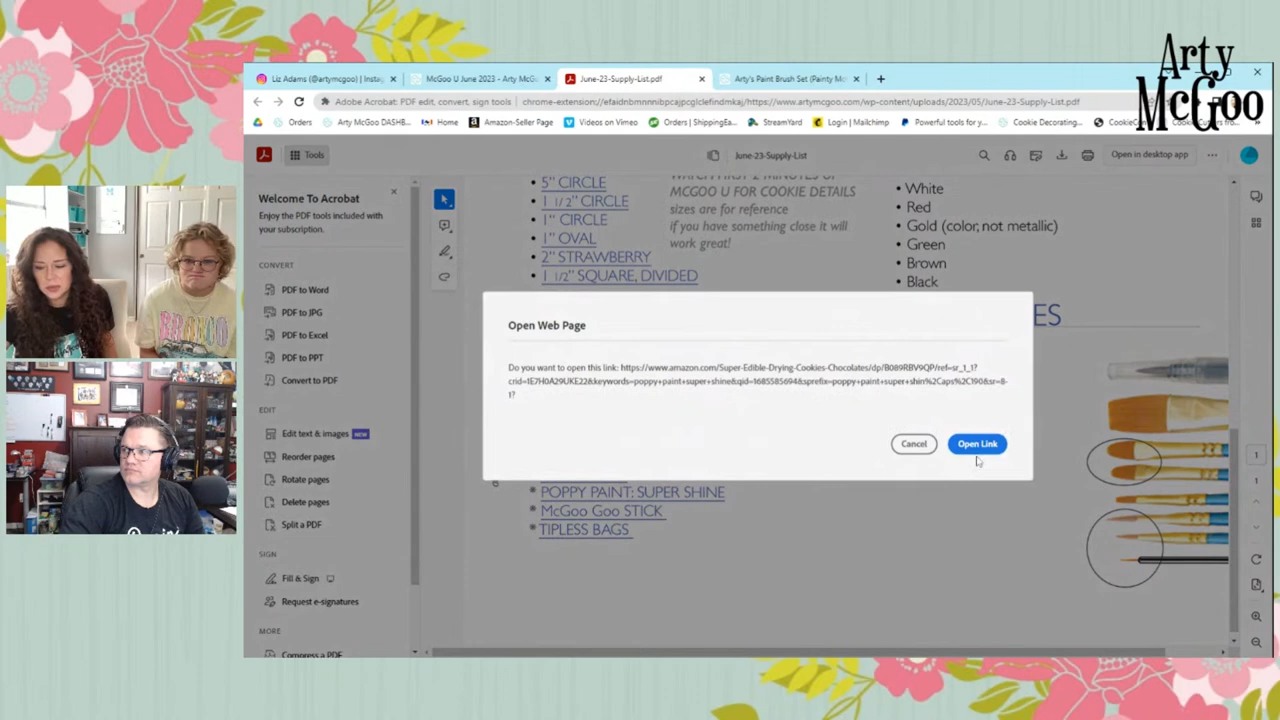 Arty
McGoo
Liz Adams (@artymcgoo) | Insta
McGoo U June 2023 - Arty McG
June-23-Supply-List.pdf
Arty's Paint Brush Set (Painty M
Adobe Acrobat: PDF edit, convert, sign tools | chrome-extension://efaidnbmnnnibpcajpcglclefindmkaj/https://www.artymcgoo.com/wp-content/uploads/2023/05/June-23-Supply-List.pdf
Orders
Arty McGoo DASHB...
Home
Amazon-Seller Page
Videos on Vimeo
Orders | ShippingEa...
StreamYard
Login | Mailchimp
Powerful tools for y...
Cookie Decorating...
Tools
June-23-Supply-List
Open in desktop app
Welcome To Acrobat
Enjoy the PDF tools included with
your subscription.
CONVERT
PDF to Word
PDF to JPG
PDF to Excel
PDF to PPT
Convert to PDF
EDIT
Edit text & images NEW
Reorder pages
Rotate pages
Delete pages
Split a PDF
SIGN
Fill & Sign
Request e-signatures
MORE
Compress a PDF
• 5" CIRCLE
• 1 1/2" CIRCLE
• 1" CIRCLE
• 1" OVAL
• 2" STRAWBERRY
• 1 1/2" SQUARE, DIVIDED
WATCH FIRST 2 MINUTES OF
MCGOO U FOR COOKIE DETAILS
sizes are for reference
if you have something close it will
work great!
• White
• Red
• Gold (color, not metallic)
• Green
• Brown
• Black
ES
Open Web Page
Do you want to open this link: https://www.amazon.com/Super-Edible-Drying-Cookies-Chocolates/dp/B089RBV9QP/ref=sr_1_1?
crid=1E7H0A29UKE22&keywords=poppy+paint+super+shine&qid=1685585694&sprefix=poppy+paint+super+shin%2Caps%2C190&sr=8-
1?
Cancel
Open Link
• POPPY PAINT: SUPER SHINE
• McGoo Goo STICK
• TIPLESS BAGS
1
1
BRONCO